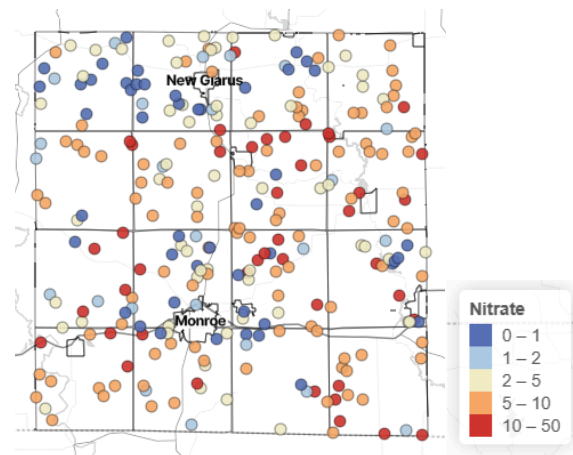 New Glarus
Monroe
Nitrate
0 – 1
1 – 2
2 – 5
5 – 10
10 – 50